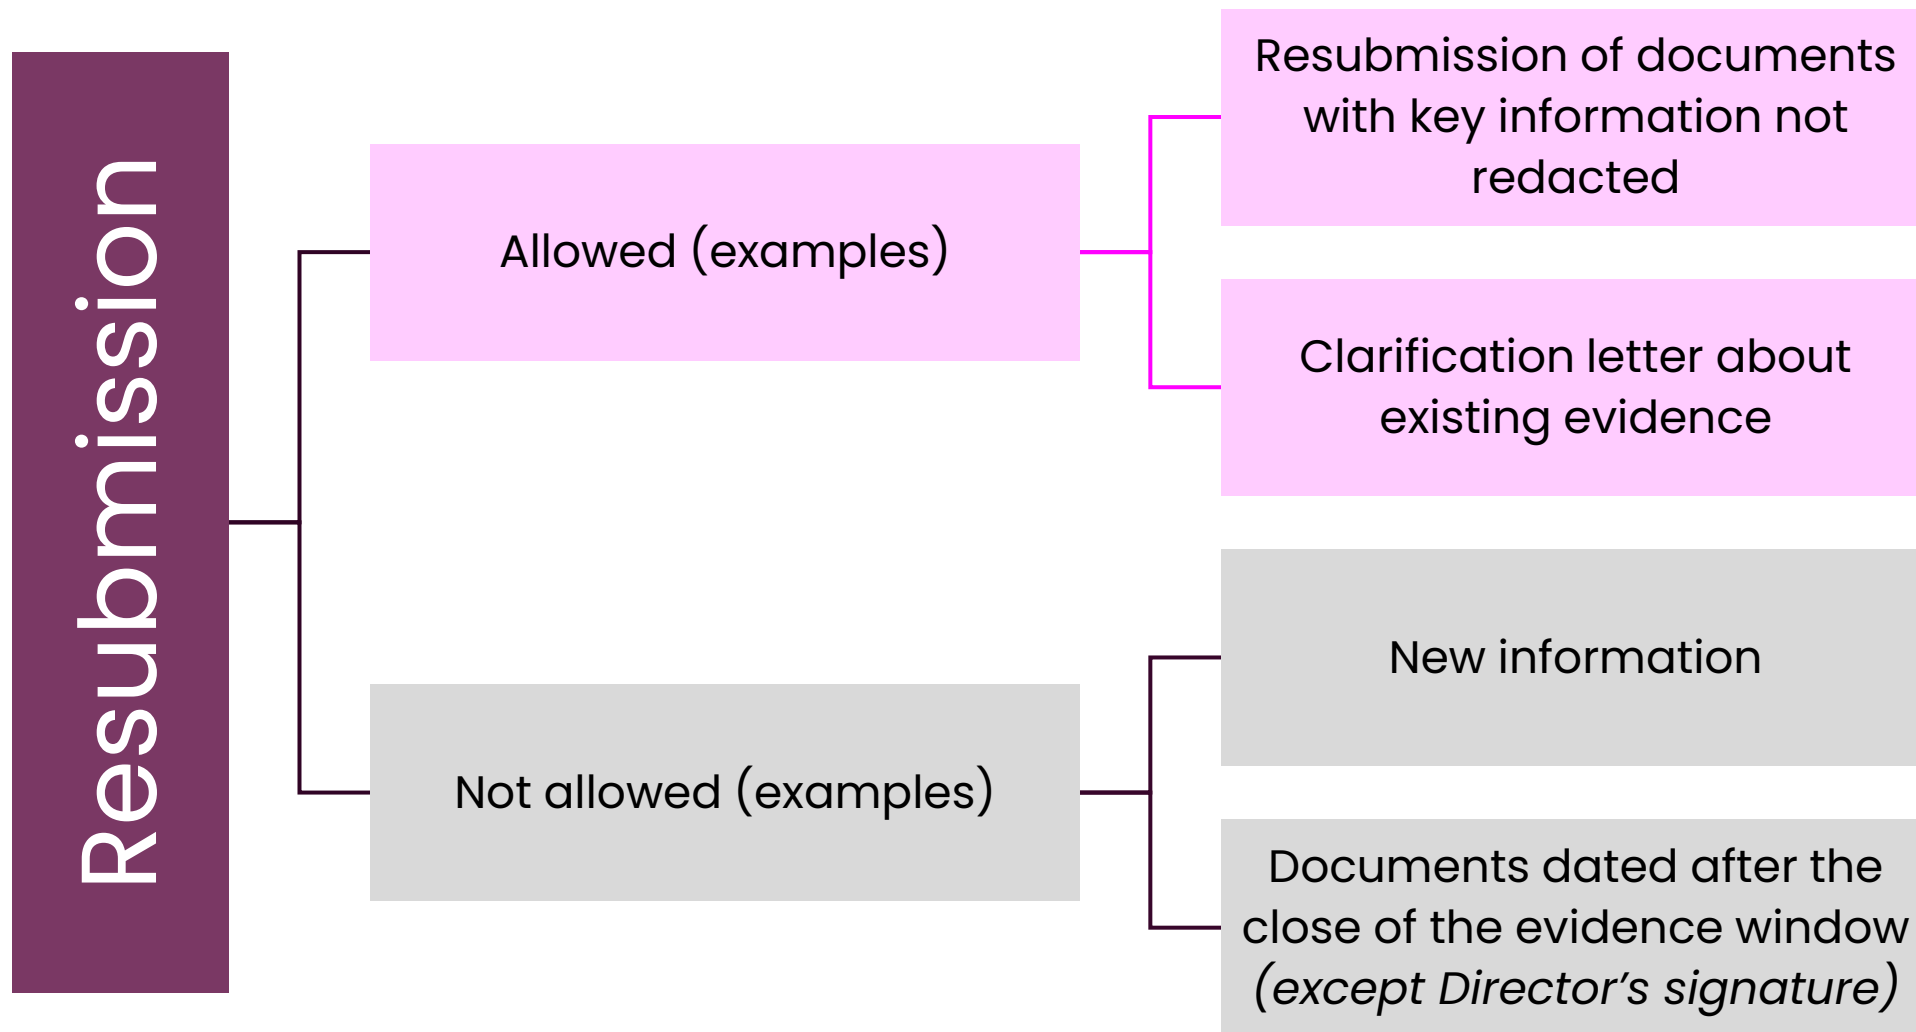 Resubmission
Allowed (examples)
Resubmission of documents
with key information not
redacted
Clarification letter about
existing evidence
Not allowed (examples)
New information
Documents dated after the
close of the evidence window
(except Director’s signature)